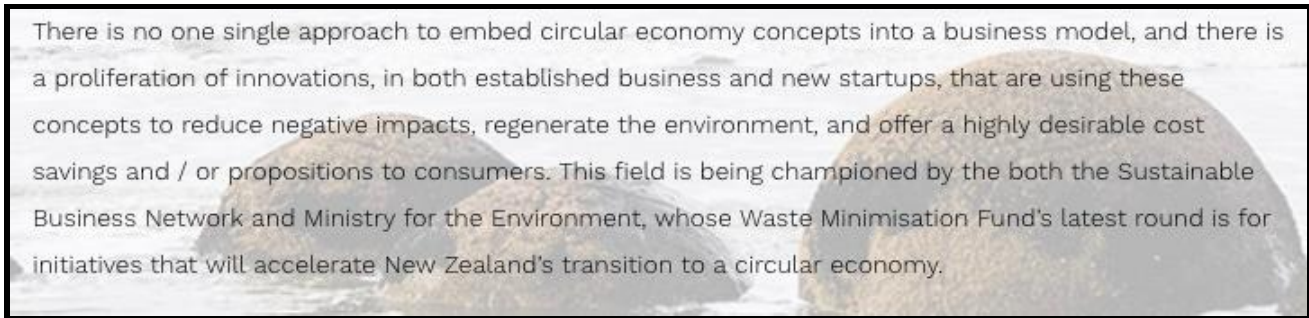 There is no one single approach to embed circular economy concepts into a business model, and there is
a proliferation of innovations, in both established business and new startups, that are using these
concepts to reduce negative impacts, regenerate the environment, and offer a highly desirable cost
savings and / or propositions to consumers. This field is being championed by the both the Sustainable
Business Network and Ministry for the Environment, whose Waste Minimisation Fund's latest round is for
initiatives that will accelerate New Zealand's transition to a circular economy.